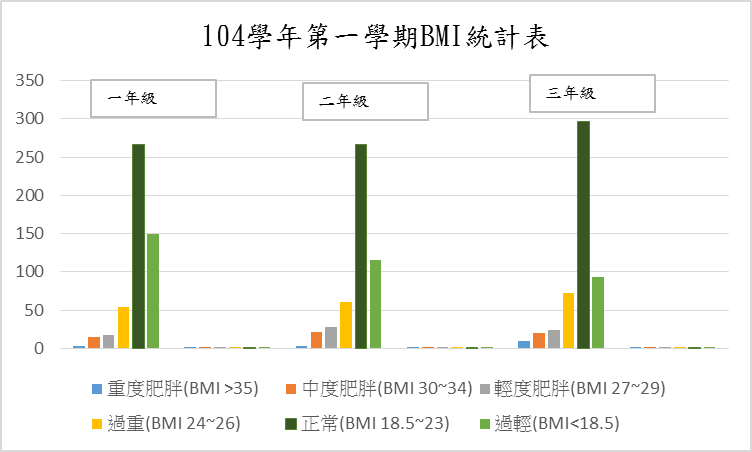 104學年第一學期BMI統計表
一年級
二年級
三年級
350
300
250
200
150
100
50
0
重度肥胖(BMI >35)
中度肥胖(BMI 30~34)
輕度肥胖(BMI 27~29)
過重(BMI 24~26)
正常(BMI 18.5~23)
過輕(BMI<18.5)